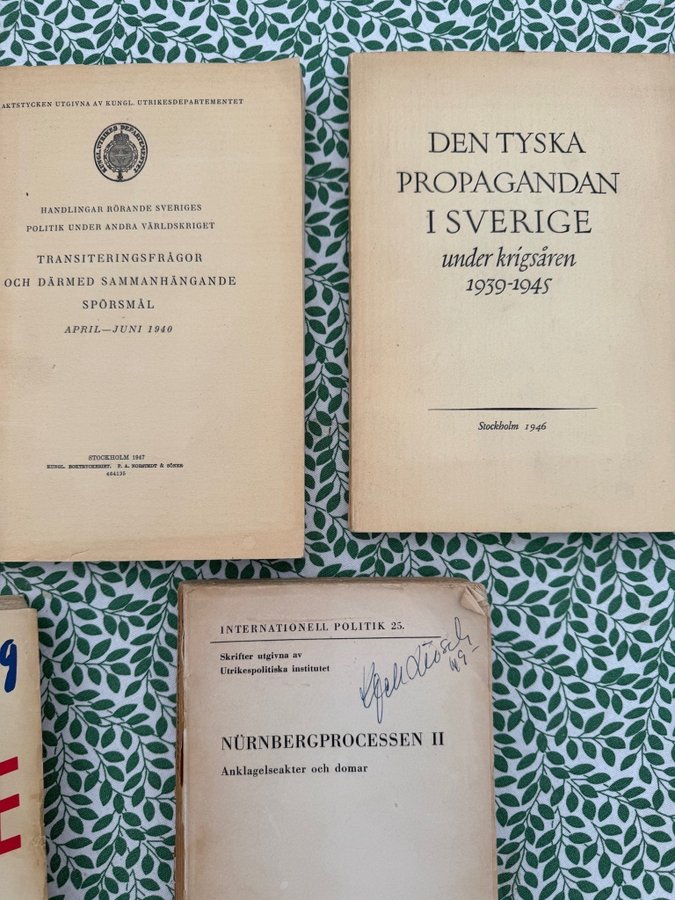 AKTSTYCKEN UTGIVNA AV KUNGL. UTRIKESDEPARTEMENTET
HANDLINGAR RÖRANDE SVERIGES
POLITIK UNDER ANDRA VÄRLDSKRIGET
TRANSITERINGSFRÅGOR
OCH DÄRMED SAMMANHÄNGANDE
SPÖRSMÅL
APRIL—JUNI 1940
STOCKHOLM 1947
KUNGL. BOKTRYCKERIET. P. A. NORSTEDT & SÖNER
464135
DEN TYSKA
PROPAGANDAN
I SVERIGE
under krigsåren
1939-1945
Stockholm 1946
INTERNATIONELL POLITIK 25.
Skrifter utgivna av
Utrikespolitiska institutet
NÜRNBERGPROCESSEN II
Anklagelseakter och domar
9
E